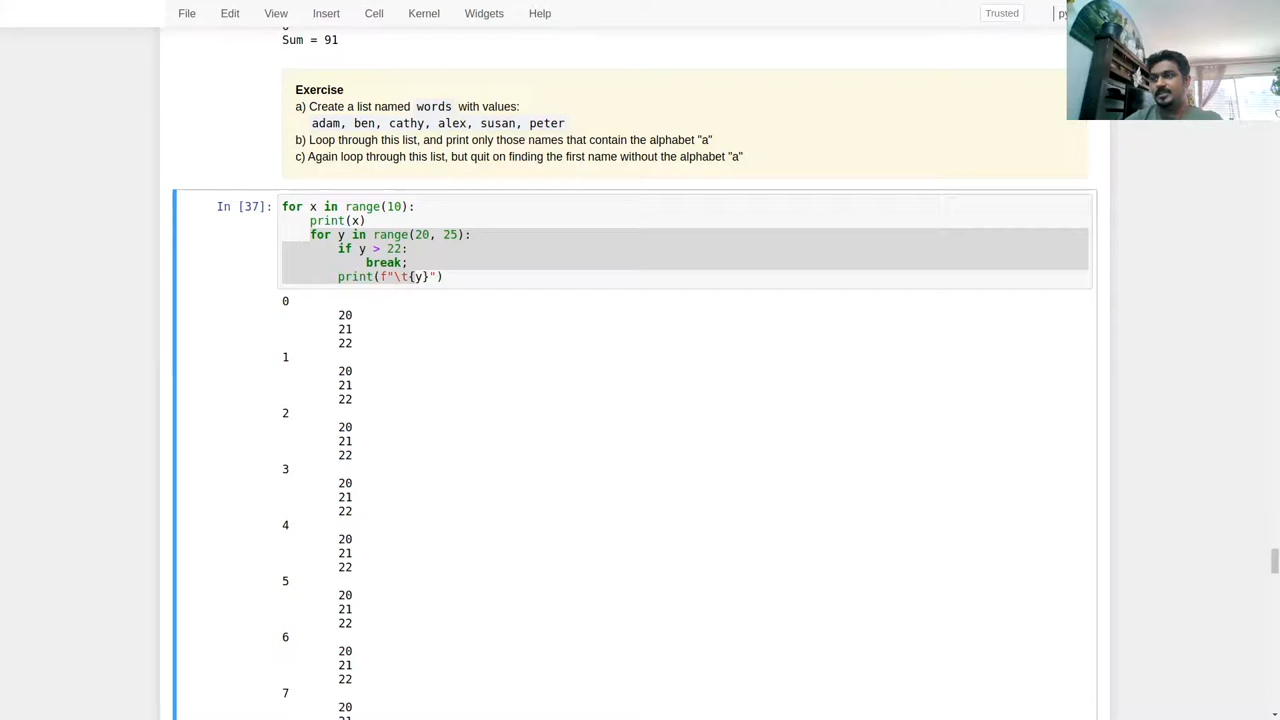 File Edit View Insert Cell Kernel Widgets Help Trusted
Sum = 91
Exercise
a) Create a list named words with values:
adam, ben, cathy, alex, susan, peter
b) Loop through this list, and print only those names that contain the alphabet "a"
c) Again loop through this list, but quit on finding the first name without the alphabet "a"
In [37]: for x in range(10):
print(x)
for y in range(20, 25):
if y > 22:
break;
print(f"\t{y}")
0
20
21
22
1
20
21
22
2
20
21
22
3
20
21
22
4
20
21
22
5
20
21
22
6
20
21
22
7
20